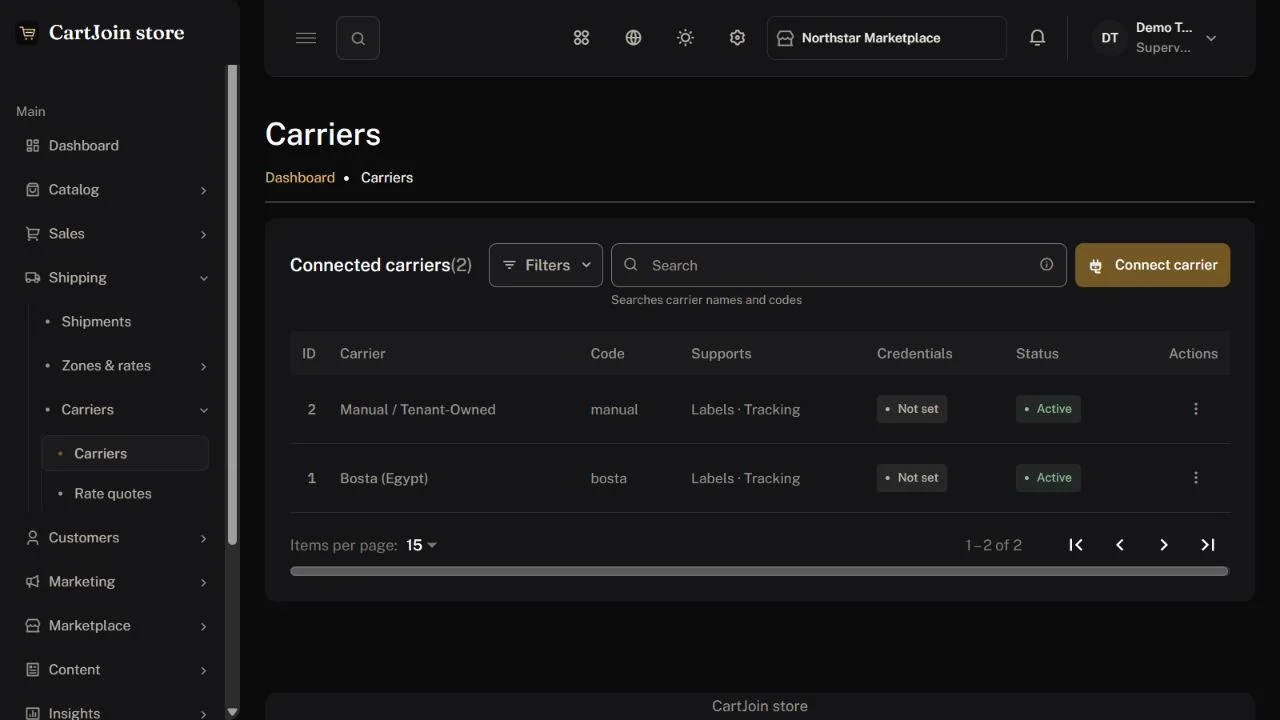 CartJoin store
Northstar Marketplace
DT
Demo T...
Superv...
Main
Dashboard
Catalog
Sales
Shipping
Shipments
Zones & rates
Carriers
Carriers
Rate quotes
Customers
Marketing
Marketplace
Content
Insights
Carriers
Dashboard • Carriers
Connected carriers(2)
Filters
Search
Connect carrier
Searches carrier names and codes
ID Carrier Code Supports Credentials Status Actions
2 Manual / Tenant-Owned manual Labels · Tracking • Not set • Active
1 Bosta (Egypt) bosta Labels · Tracking • Not set • Active
Items per page: 15
1–2 of 2
CartJoin store